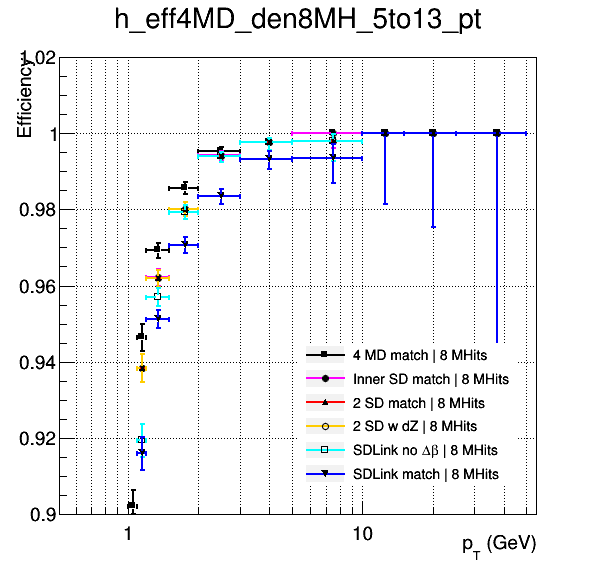 h_eff4MD_den8MH_5to13_pt
Efficiency
1.02
1
0.98
0.96
0.94
0.92
0.9
4 MD match | 8 MHits
Inner SD match | 8 MHits
2 SD match | 8 MHits
2 SD w dZ | 8 MHits
SDLink no Δβ | 8 MHits
SDLink match | 8 MHits
1
10
p_T (GeV)